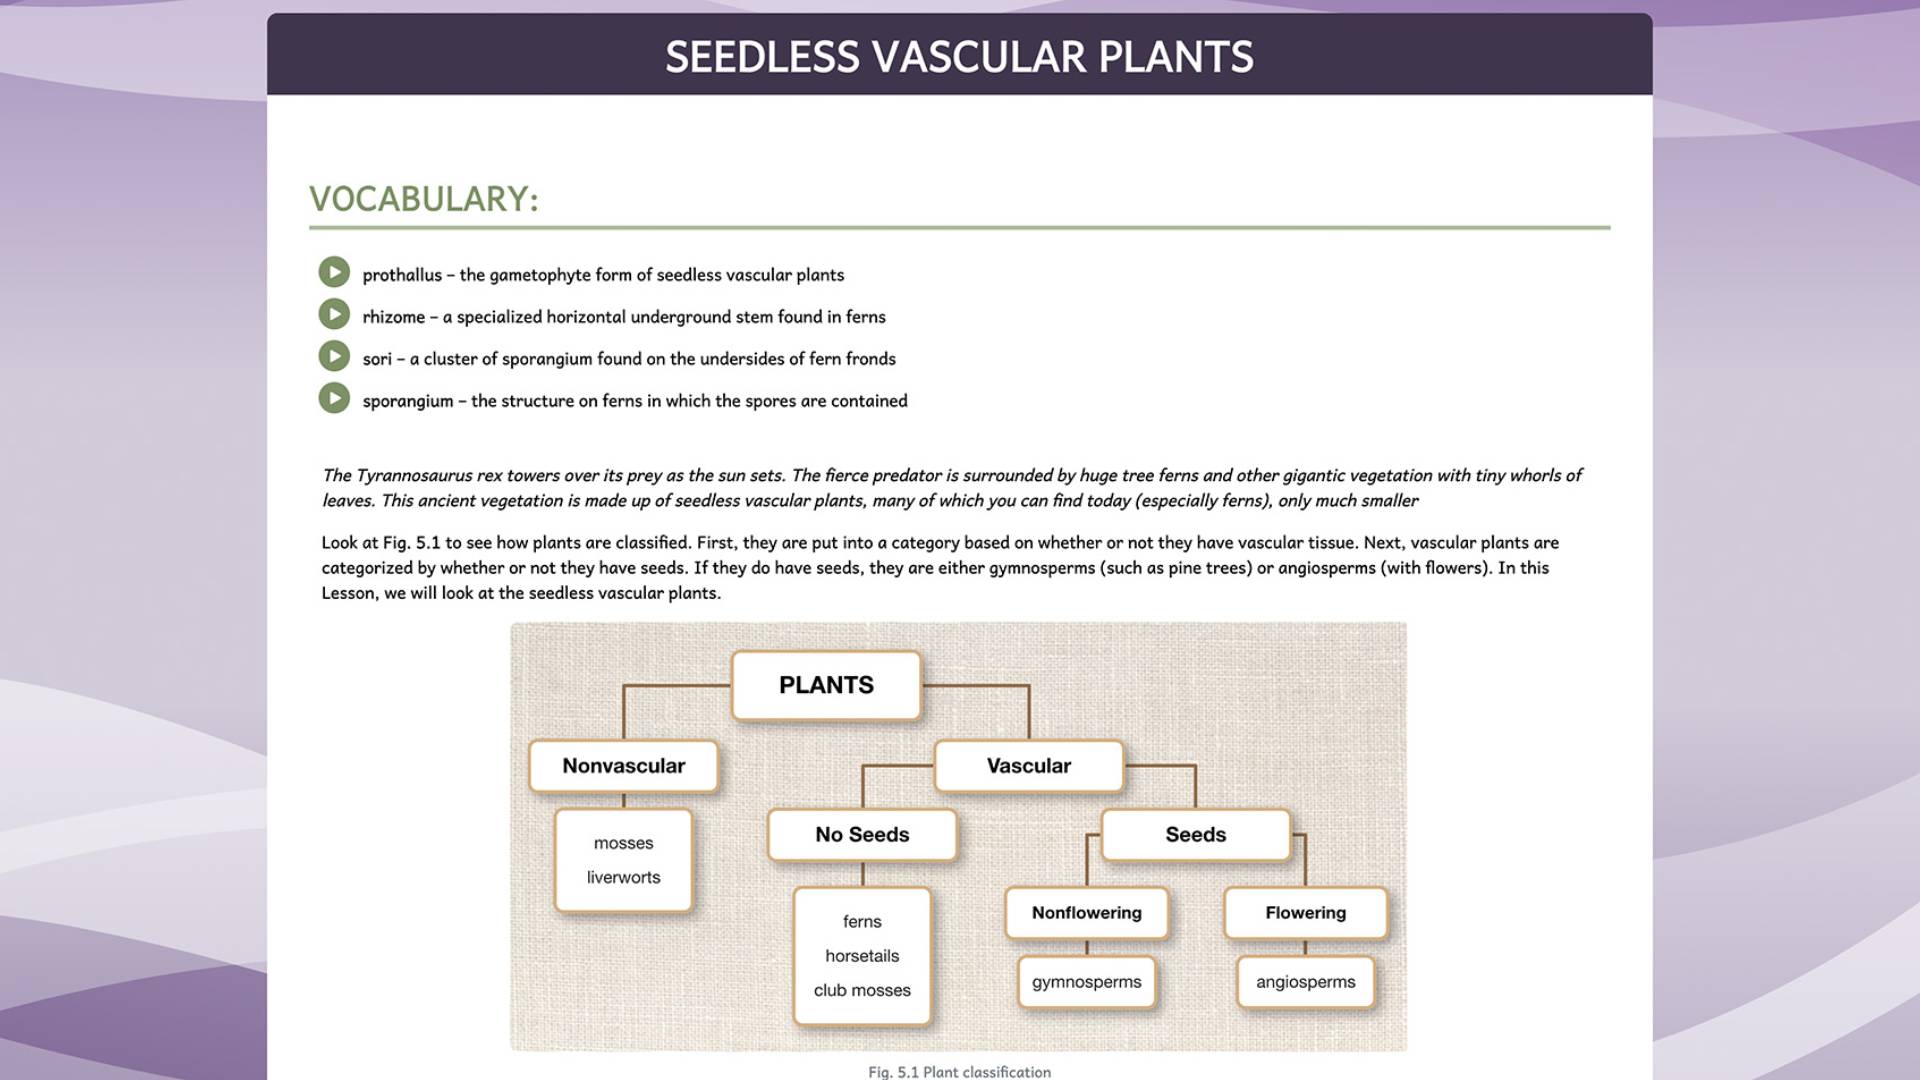 SEEDLESS VASCULAR PLANTS
VOCABULARY:
prothallus – the gametophyte form of seedless vascular plants
rhizome – a specialized horizontal underground stem found in ferns
sori – a cluster of sporangium found on the undersides of fern fronds
sporangium – the structure on ferns in which the spores are contained
The Tyrannosaurus rex towers over its prey as the sun sets. The fierce predator is surrounded by huge tree ferns and other gigantic vegetation with tiny whorls of
leaves. This ancient vegetation is made up of seedless vascular plants, many of which you can find today (especially ferns), only much smaller
Look at Fig. 5.1 to see how plants are classified. First, they are put into a category based on whether or not they have vascular tissue. Next, vascular plants are
categorized by whether or not they have seeds. If they do have seeds, they are either gymnosperms (such as pine trees) or angiosperms (with flowers). In this
Lesson, we will look at the seedless vascular plants.
PLANTS
Nonvascular
Vascular
mosses
liverworts
No Seeds
Seeds
ferns
horsetails
club mosses
Nonflowering
Flowering
gymnosperms
angiosperms
Fig. 5.1 Plant classification